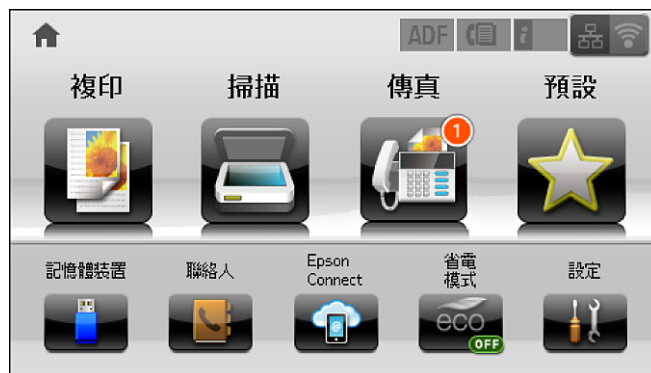 ADF i
複印 掃描 傳真 預設
1
記憶體裝置 聯絡人 Epson Connect 省電模式 設定
eco
OFF